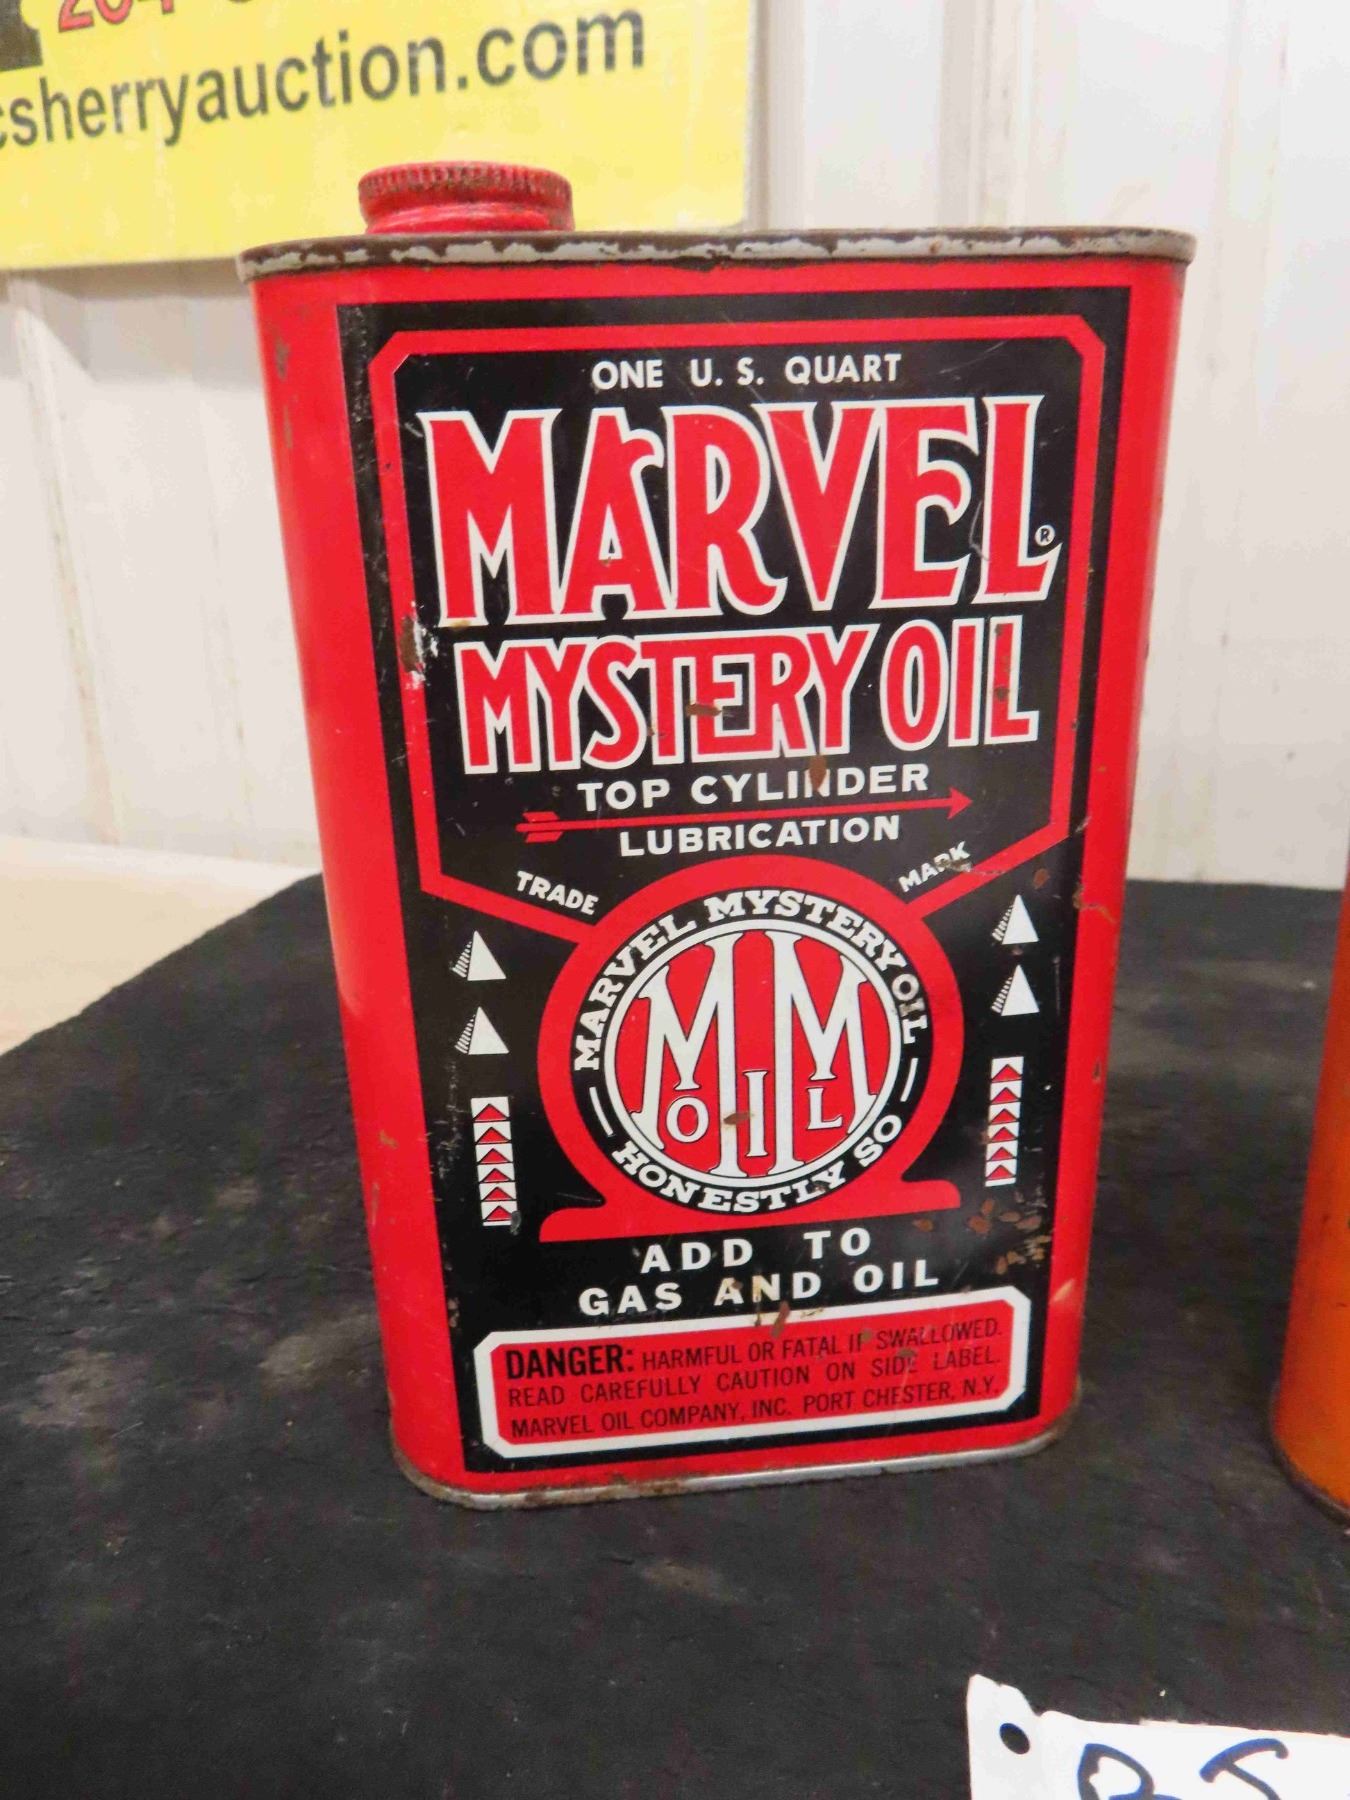 204
csherryauction.com
ONE U. S. QUART
MARVEL®
MYSTERY OIL
TOP CYLINDER
LUBRICATION
TRADE MARK
MARVEL MYSTERY OIL
M M
OIL
HONESTLY SO
ADD TO
GAS AND OIL
DANGER: HARMFUL OR FATAL IF SWALLOWED.
READ CAREFULLY CAUTION ON SIDE LABEL.
MARVEL OIL COMPANY, INC. PORT CHESTER, N.Y.